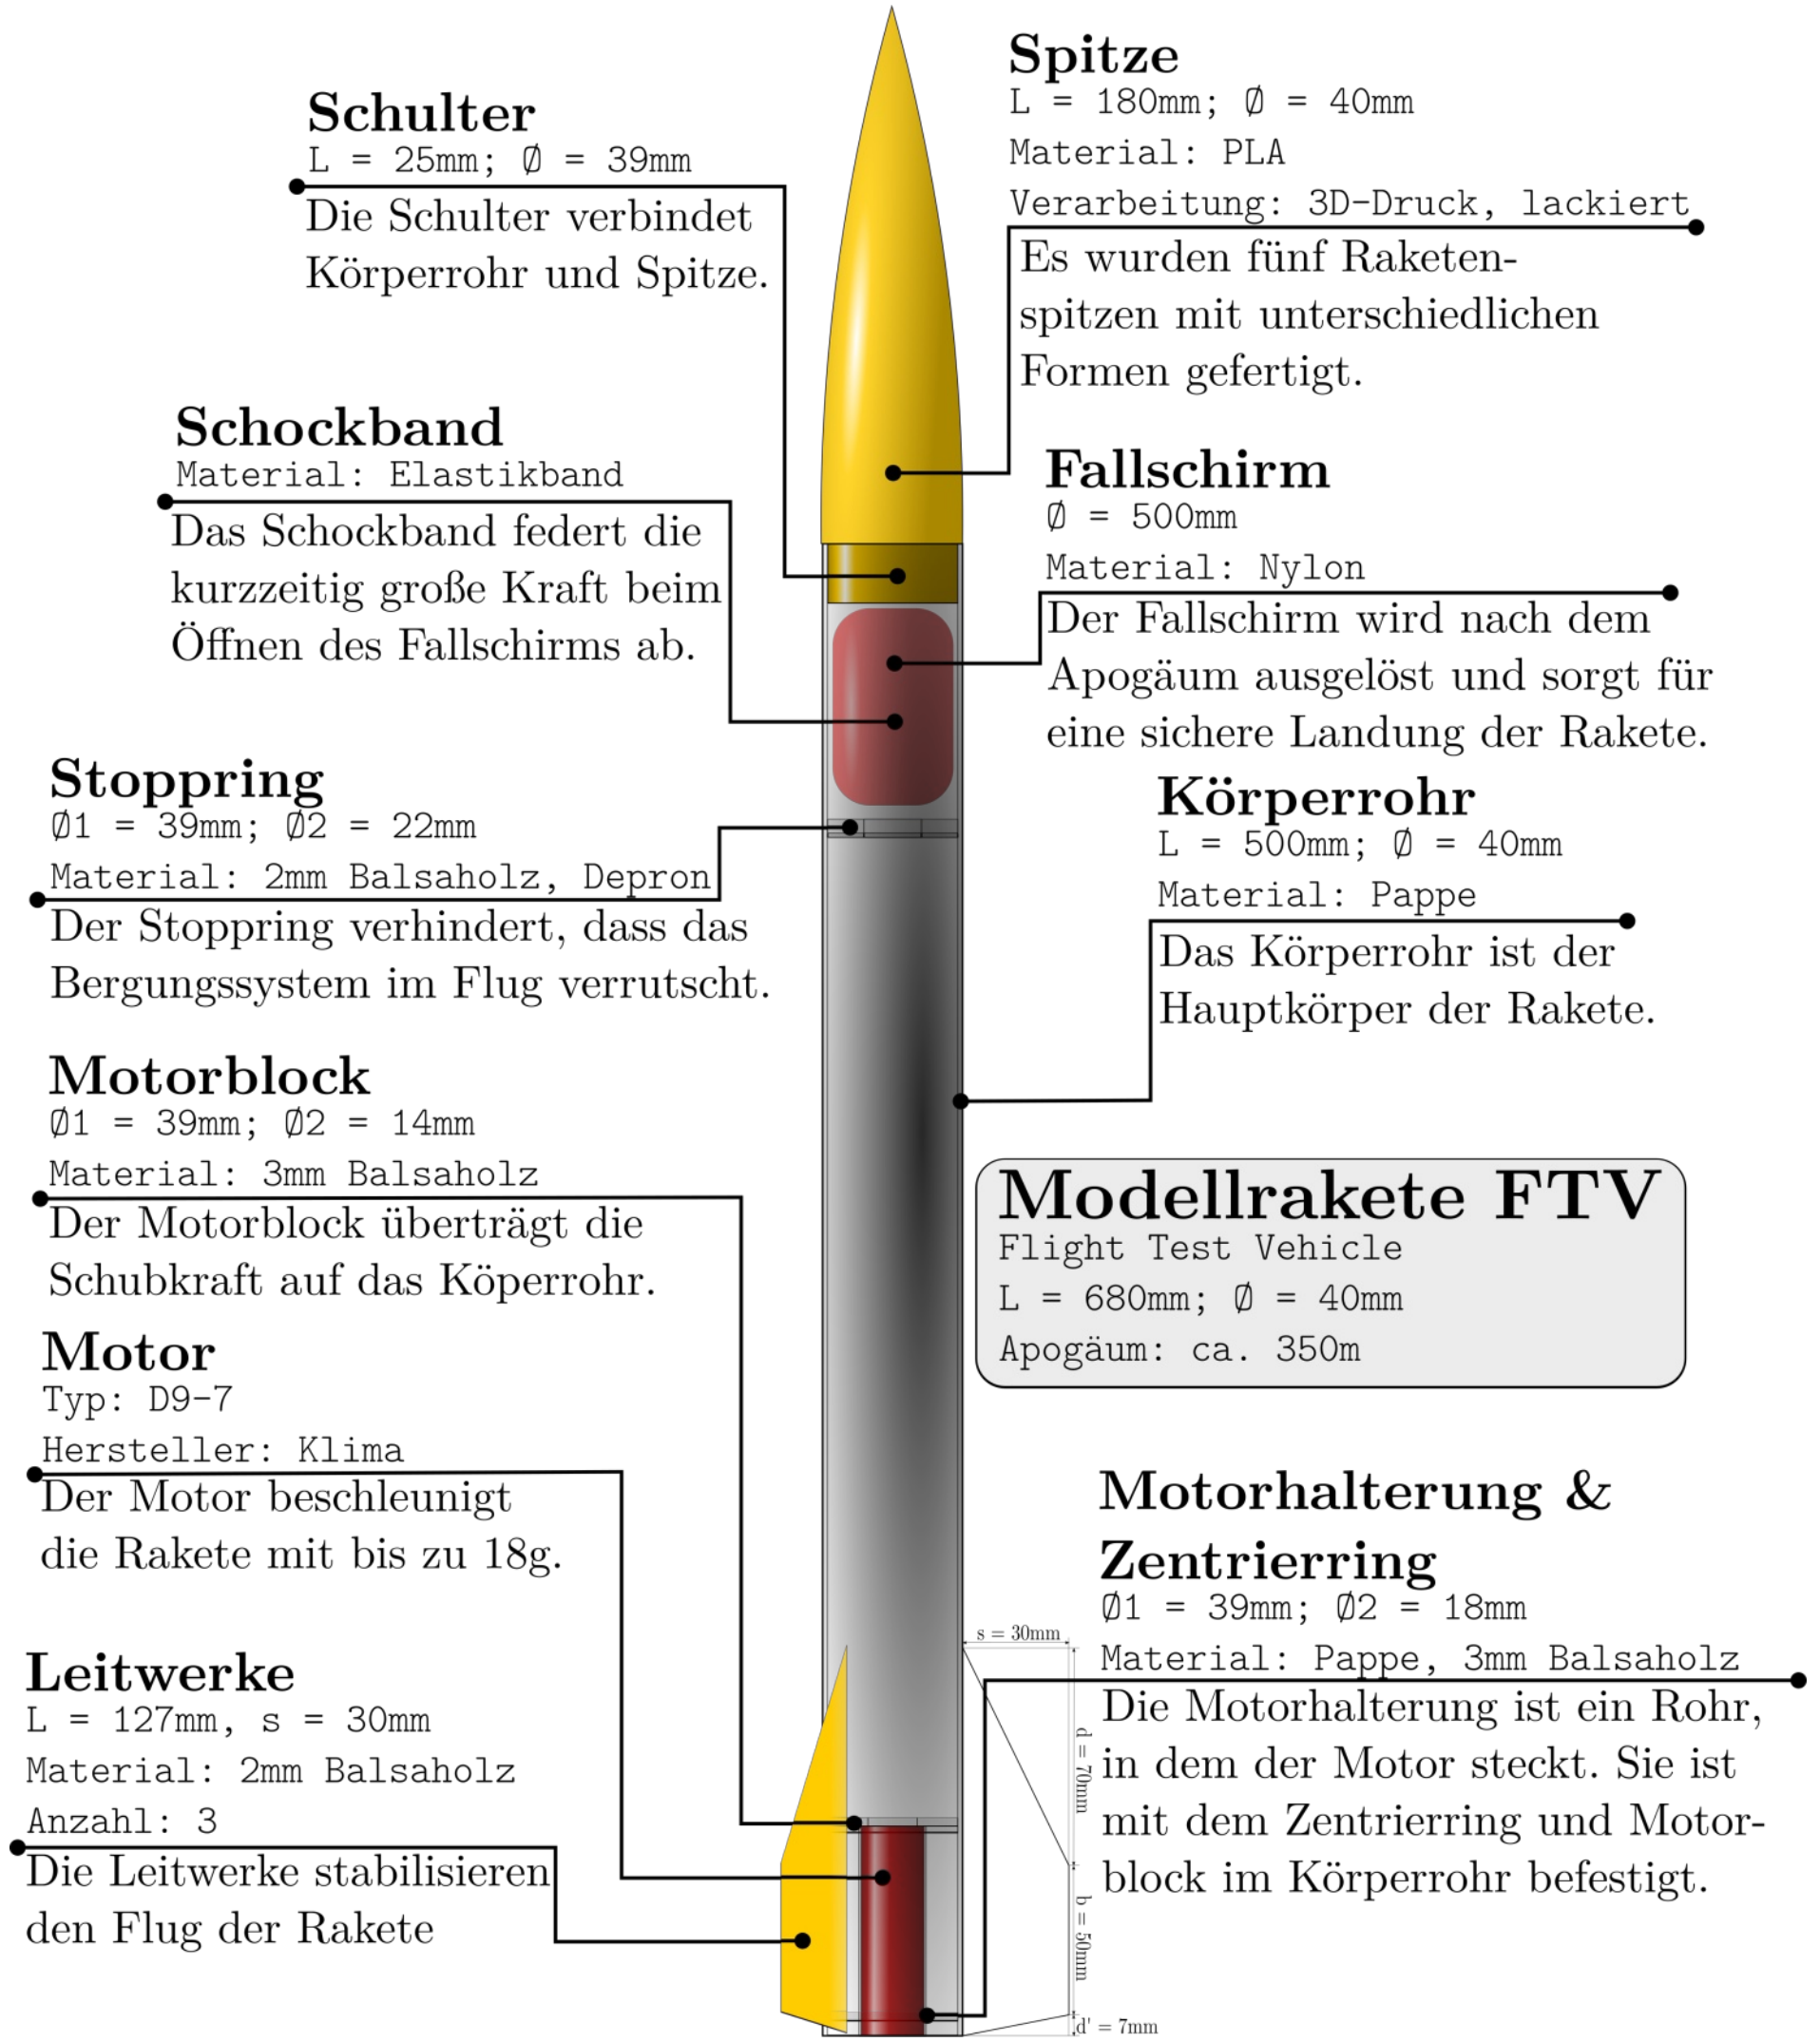 Schulter
L = 25mm; Ø = 39mm
Die Schulter verbindet
Körperrohr und Spitze.
Spitze
L = 180mm; Ø = 40mm
Material: PLA
Verarbeitung: 3D-Druck, lackiert
Es wurden fünf Raketen-
spitzen mit unterschiedlichen
Formen gefertigt.
Schockband
Material: Elastikband
Das Schockband federt die
kurzzeitig große Kraft beim
Öffnen des Fallschirms ab.
Fallschirm
Ø = 500mm
Material: Nylon
Der Fallschirm wird nach dem
Apogäum ausgelöst und sorgt für
eine sichere Landung der Rakete.
Stoppring
Ø1 = 39mm; Ø2 = 22mm
Material: 2mm Balsaholz, Depron
Der Stoppring verhindert, dass das
Bergungssystem im Flug verrutscht.
Körperrohr
L = 500mm; Ø = 40mm
Material: Pappe
Das Körperrohr ist der
Hauptkörper der Rakete.
Motorblock
Ø1 = 39mm; Ø2 = 14mm
Material: 3mm Balsaholz
Der Motorblock überträgt die
Schubkraft auf das Köperrohr.
Modellrakete FTV
Flight Test Vehicle
L = 680mm; Ø = 40mm
Apogäum: ca. 350m
Motor
Typ: D9-7
Hersteller: Klima
Der Motor beschleunigt
die Rakete mit bis zu 18g.
Motorhalterung &
Zentrierring
Ø1 = 39mm; Ø2 = 18mm
Material: Pappe, 3mm Balsaholz
Die Motorhalterung ist ein Rohr,
in dem der Motor steckt. Sie ist
mit dem Zentrierring und Motor-
block im Körperrohr befestigt.
Leitwerke
L = 127mm, s = 30mm
Material: 2mm Balsaholz
Anzahl: 3
Die Leitwerke stabilisieren
den Flug der Rakete
s = 30mm
d = 70mm
b = 50mm
d' = 7mm